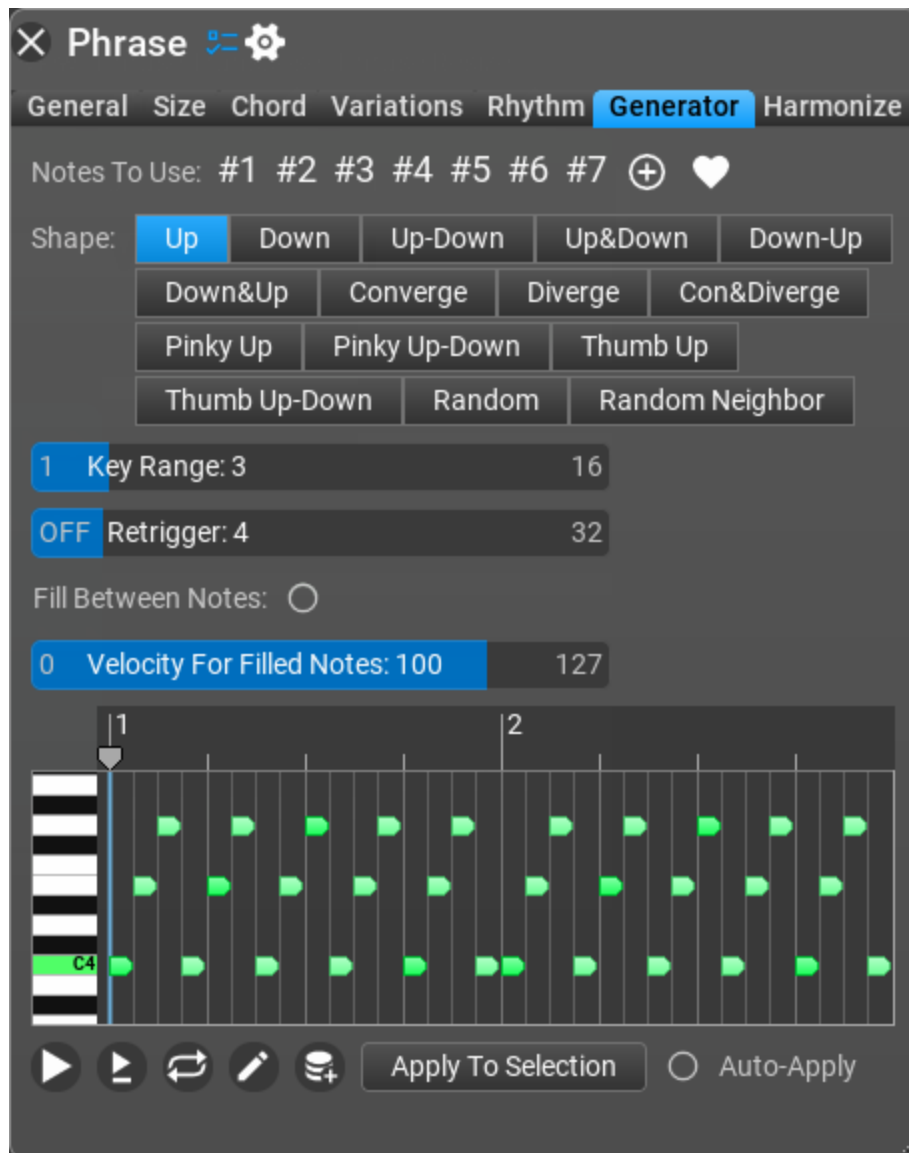 Phrase
General Size Chord Variations Rhythm Generator Harmonize
Notes To Use: #1 #2 #3 #4 #5 #6 #7
Shape: Up Down Up-Down Up&Down Down-Up
Down&Up Converge Diverge Con&Diverge
Pinky Up Pinky Up-Down Thumb Up
Thumb Up-Down Random Random Neighbor
1 Key Range: 3 16
OFF Retrigger: 4 32
Fill Between Notes:
0 Velocity For Filled Notes: 100 127
1 2
C4
Apply To Selection Auto-Apply